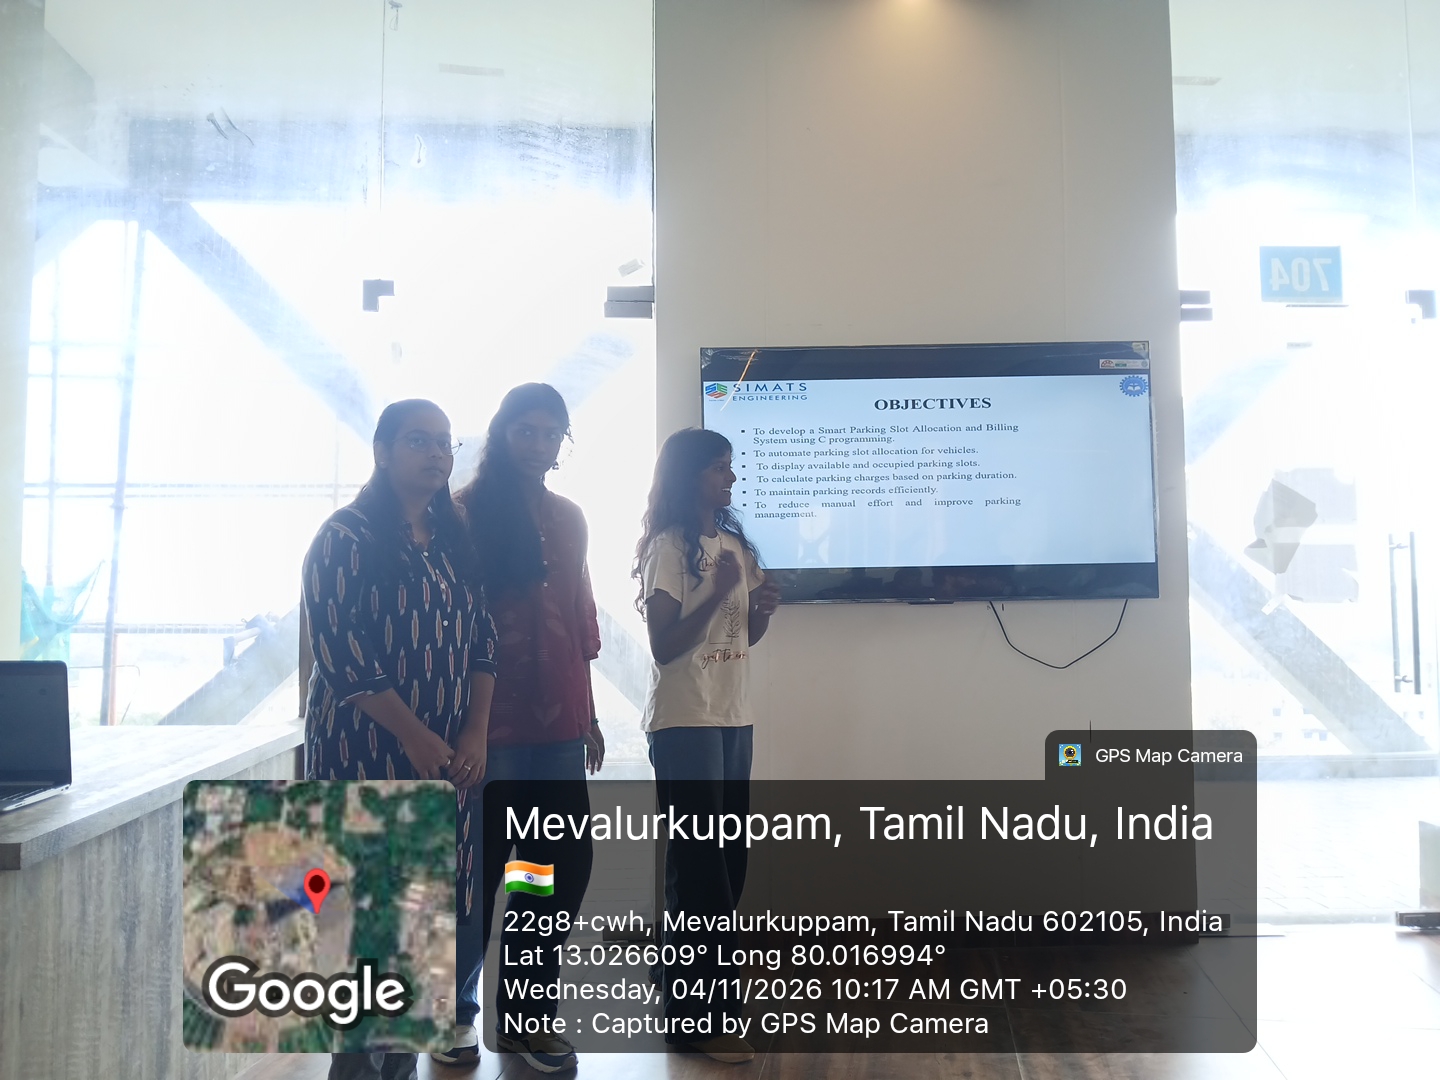 704
SIMATS
ENGINEERING
OBJECTIVES
▪ To develop a Smart Parking Slot Allocation and Billing
System using C programming.
▪ To automate parking slot allocation for vehicles.
▪ To display available and occupied parking slots.
▪ To calculate parking charges based on parking duration.
▪ To maintain parking records efficiently.
▪ To reduce manual effort and improve parking
management.
GPS Map Camera
Mevalurkuppam, Tamil Nadu, India
22g8+cwh, Mevalurkuppam, Tamil Nadu 602105, India
Lat 13.026609° Long 80.016994°
Wednesday, 04/11/2026 10:17 AM GMT +05:30
Note : Captured by GPS Map Camera
Google